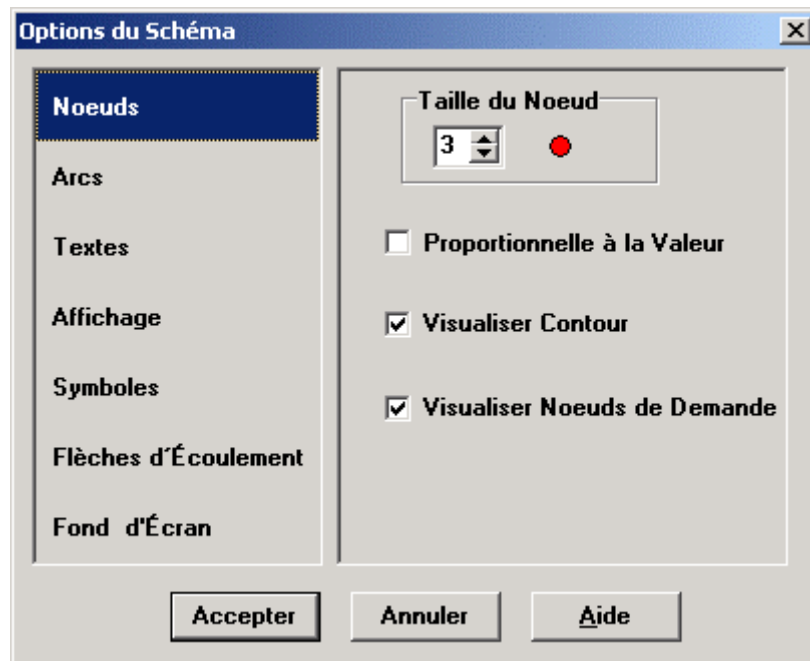 Options du Schéma
Noeuds
Arcs
Textes
Affichage
Symboles
Flèches d´Écoulement
Fond d'Écran
Taille du Noeud
3
Proportionnelle à la Valeur
Visualiser Contour
Visualiser Noeuds de Demande
Accepter
Annuler
Aide